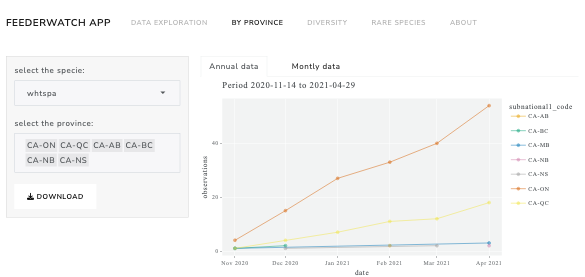 FEEDERWATCH APP
DATA EXPLORATION
BY PROVINCE
DIVERSITY
RARE SPECIES
ABOUT
select the specie:
whtspa
select the province:
CA-ON CA-QC CA-AB CA-BC
CA-NB CA-NS
DOWNLOAD
Annual data
Montly data
Period 2020-11-14 to 2021-04-29
observations
40
20
0
Nov 2020
Dec 2020
Jan 2021
Feb 2021
Mar 2021
Apr 2021
date
subnational1_code
CA-AB
CA-BC
CA-MB
CA-NB
CA-NS
CA-ON
CA-QC